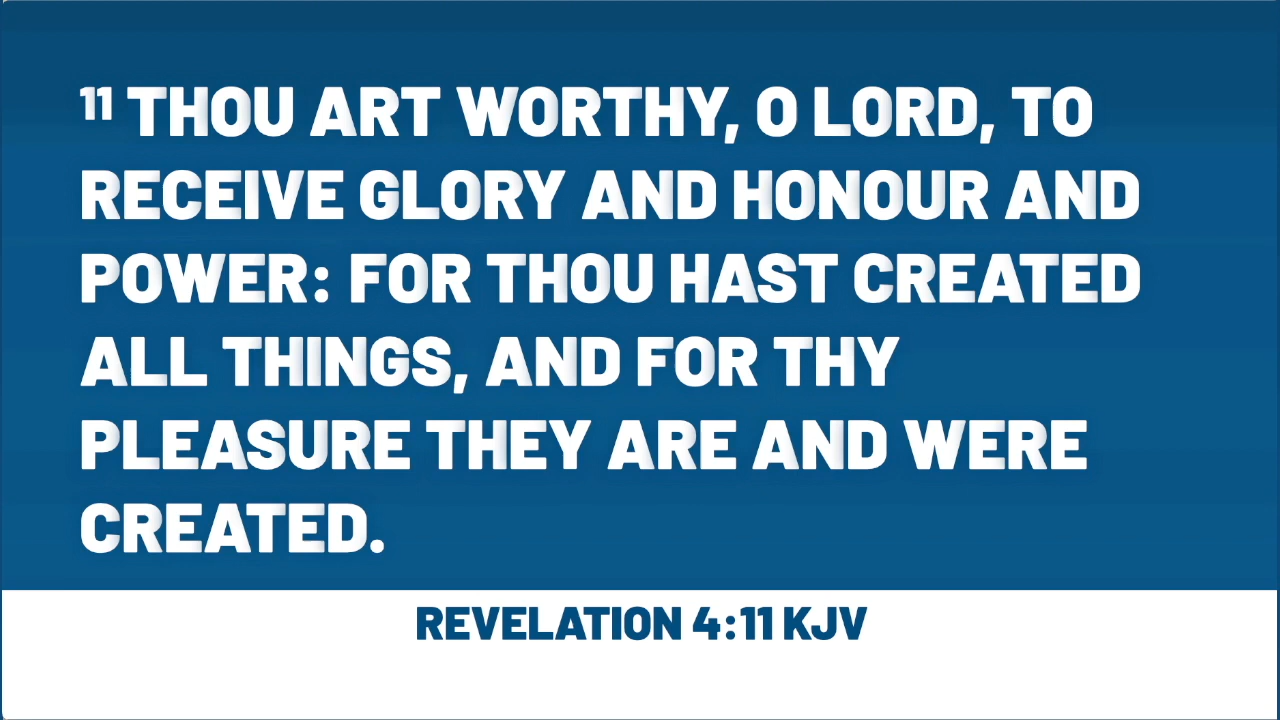 ¹¹ THOU ART WORTHY, O LORD, TO
RECEIVE GLORY AND HONOUR AND
POWER: FOR THOU HAST CREATED
ALL THINGS, AND FOR THY
PLEASURE THEY ARE AND WERE
CREATED.
REVELATION 4:11 KJV